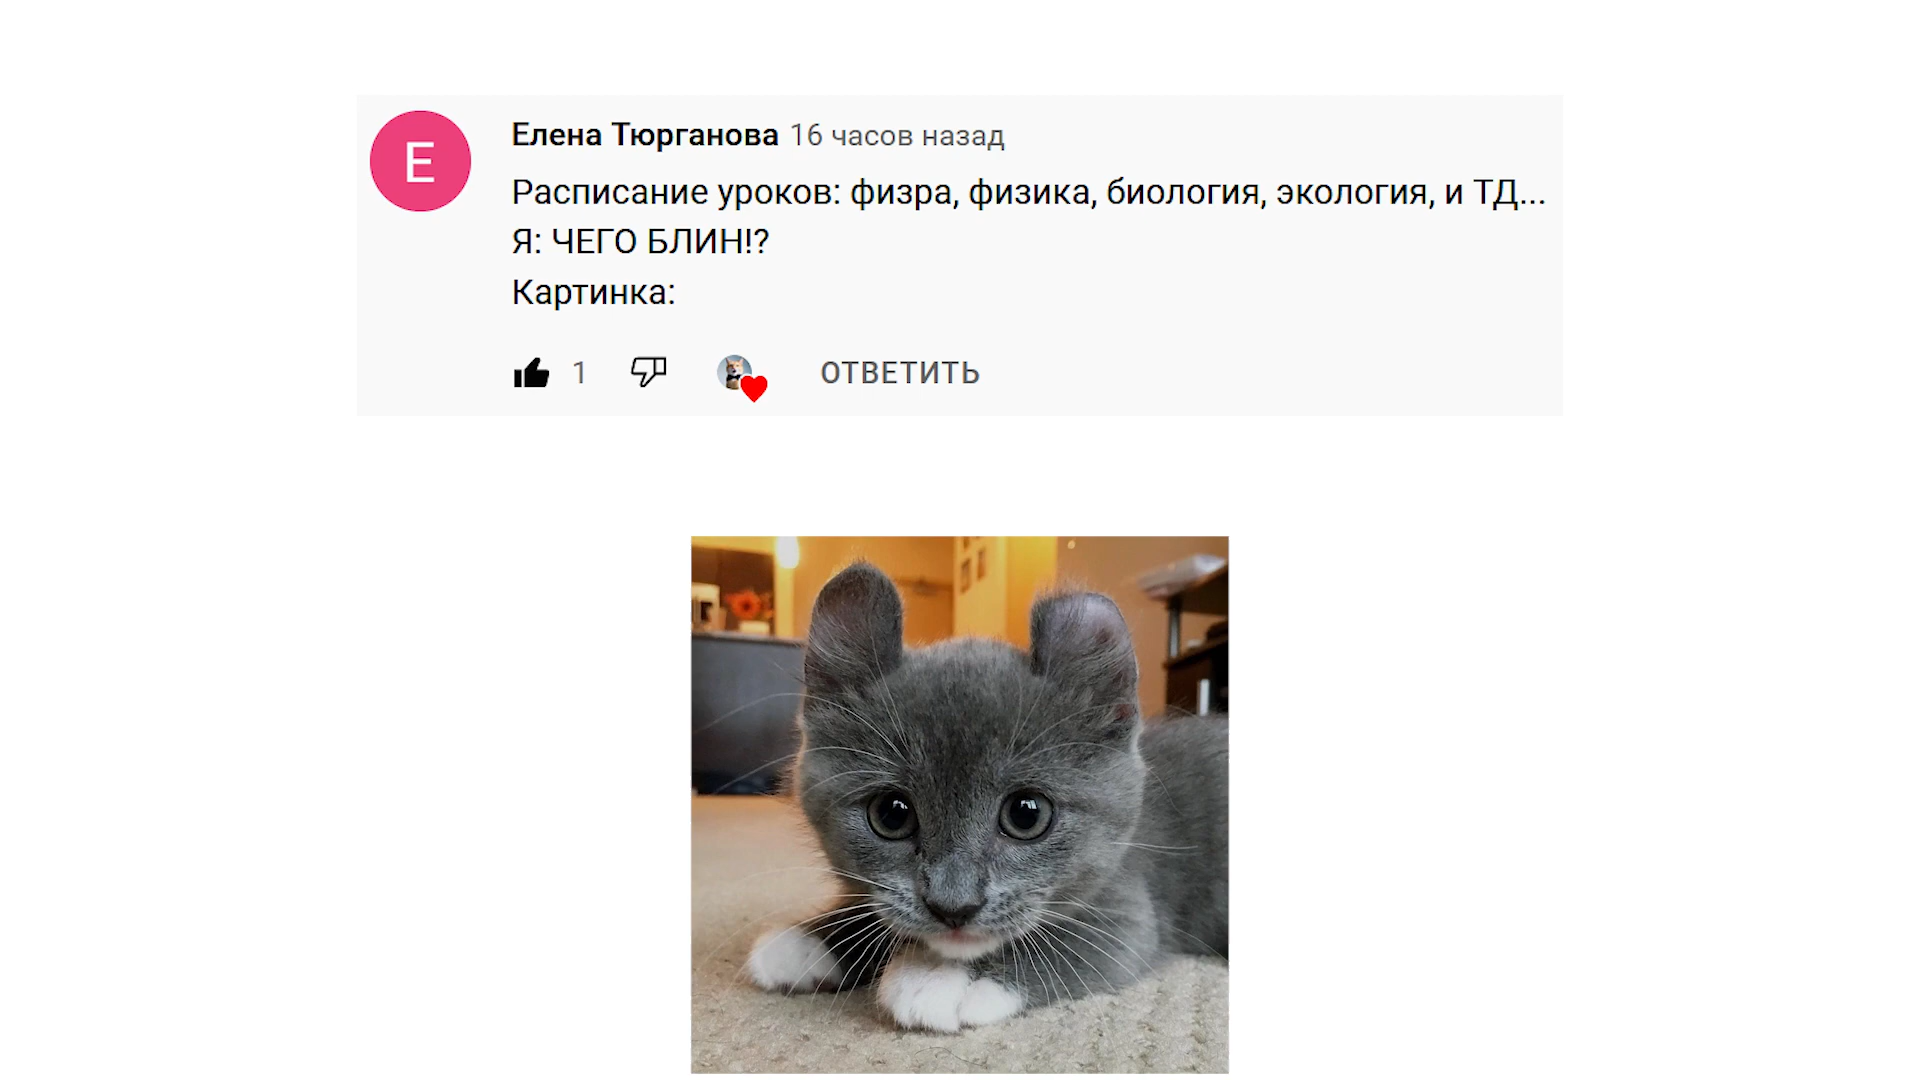 Е
Елена Тюрганова 16 часов назад
Расписание уроков: физра, физика, биология, экология, и ТД...
Я: ЧЕГО БЛИН!?
Картинка:
1 ОТВЕТИТЬ